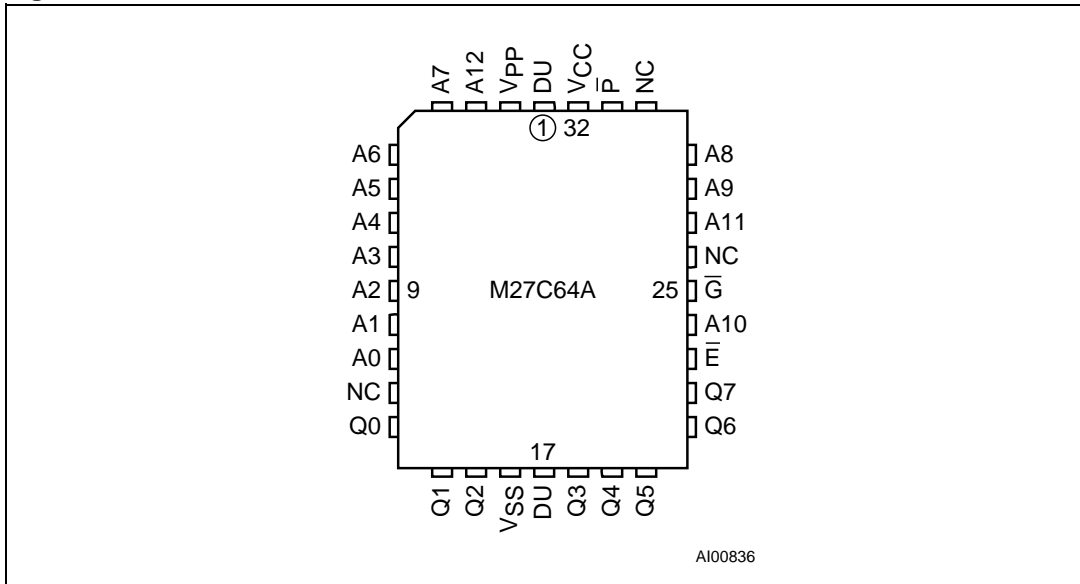 A7 A12 VPP DU VCC P̅ NC
1 32
A6 A8
A5 A9
A4 A11
A3 NC
A2 9 M27C64A 25 G̅
A1 A10
A0 E̅
NC Q7
Q0 Q6
17
Q1 Q2 VSS DU Q3 Q4 Q5
AI00836